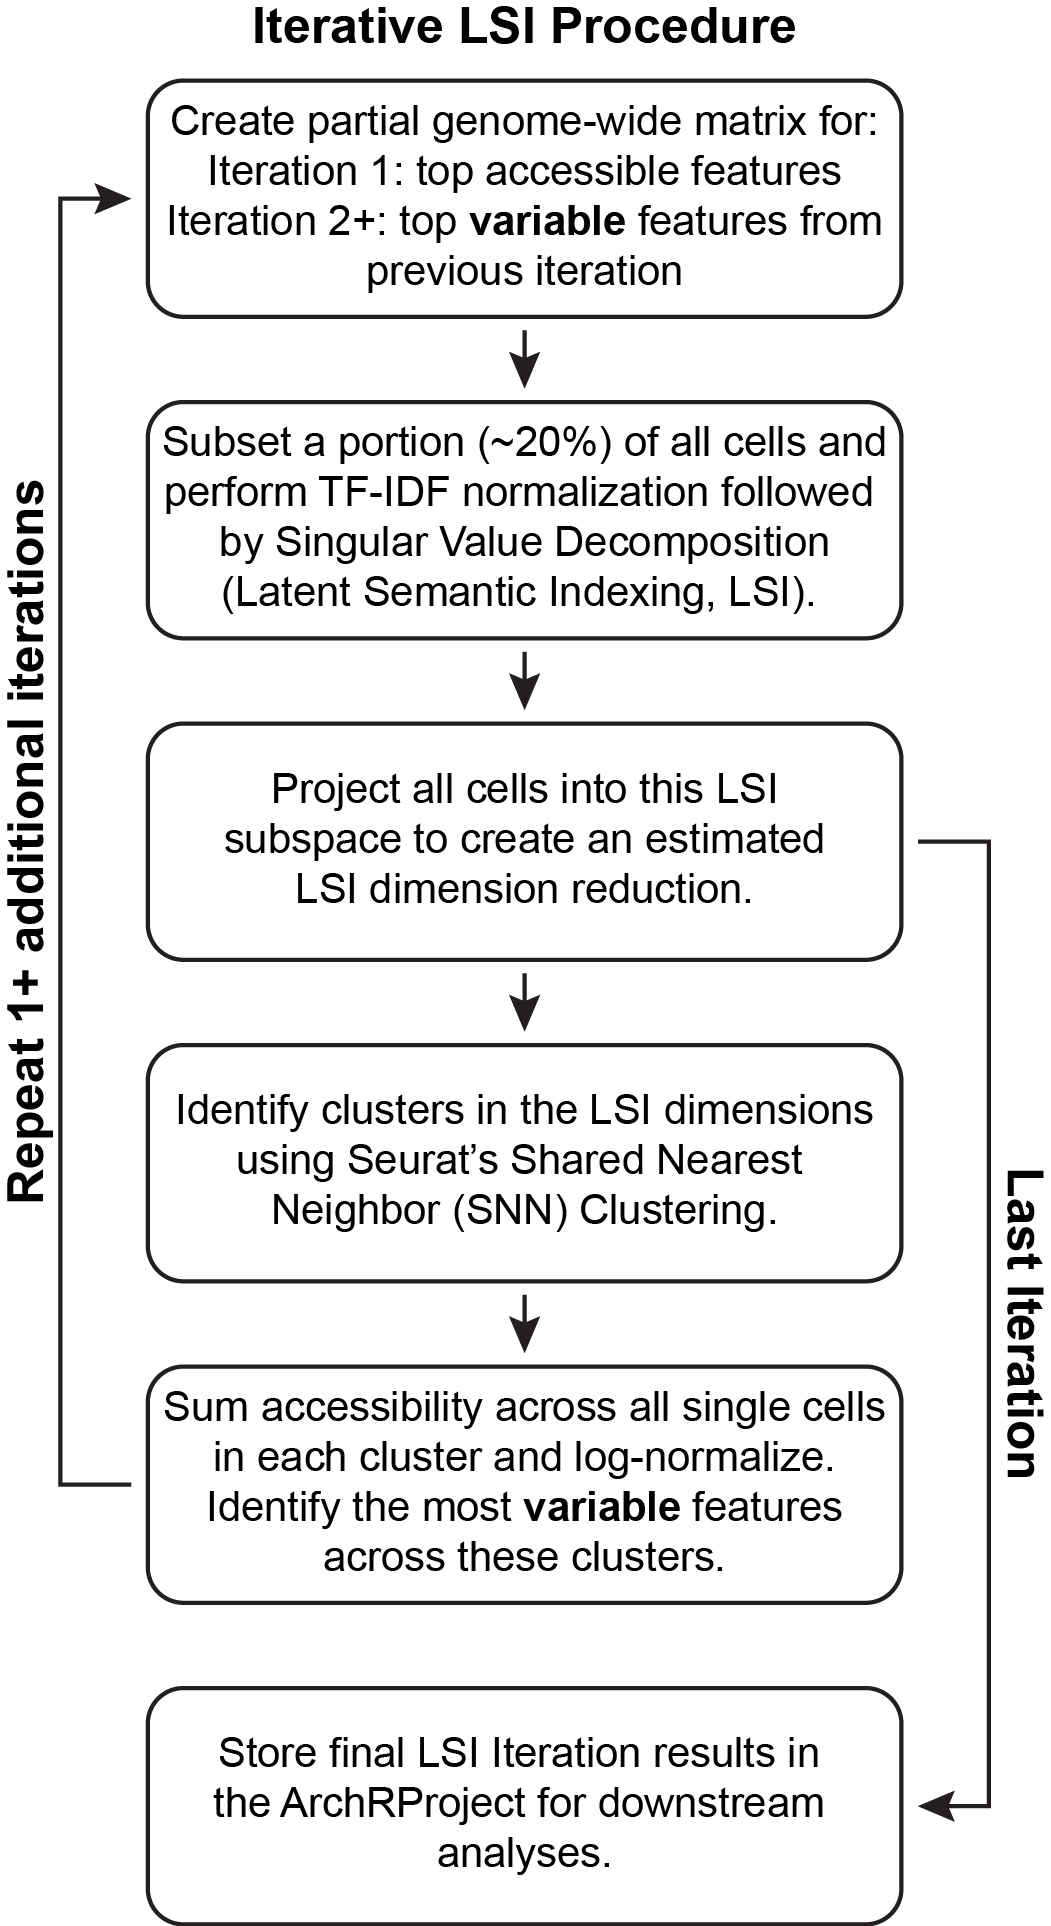 Iterative LSI Procedure
Create partial genome-wide matrix for:
Iteration 1: top accessible features
Iteration 2+: top variable features from
previous iteration
Subset a portion (~20%) of all cells and
perform TF-IDF normalization followed
by Singular Value Decomposition
(Latent Semantic Indexing, LSI).
Project all cells into this LSI
subspace to create an estimated
LSI dimension reduction.
Identify clusters in the LSI dimensions
using Seurat’s Shared Nearest
Neighbor (SNN) Clustering.
Sum accessibility across all single cells
in each cluster and log-normalize.
Identify the most variable features
across these clusters.
Store final LSI Iteration results in
the ArchRProject for downstream
analyses.
Repeat 1+ additional iterations
Last Iteration